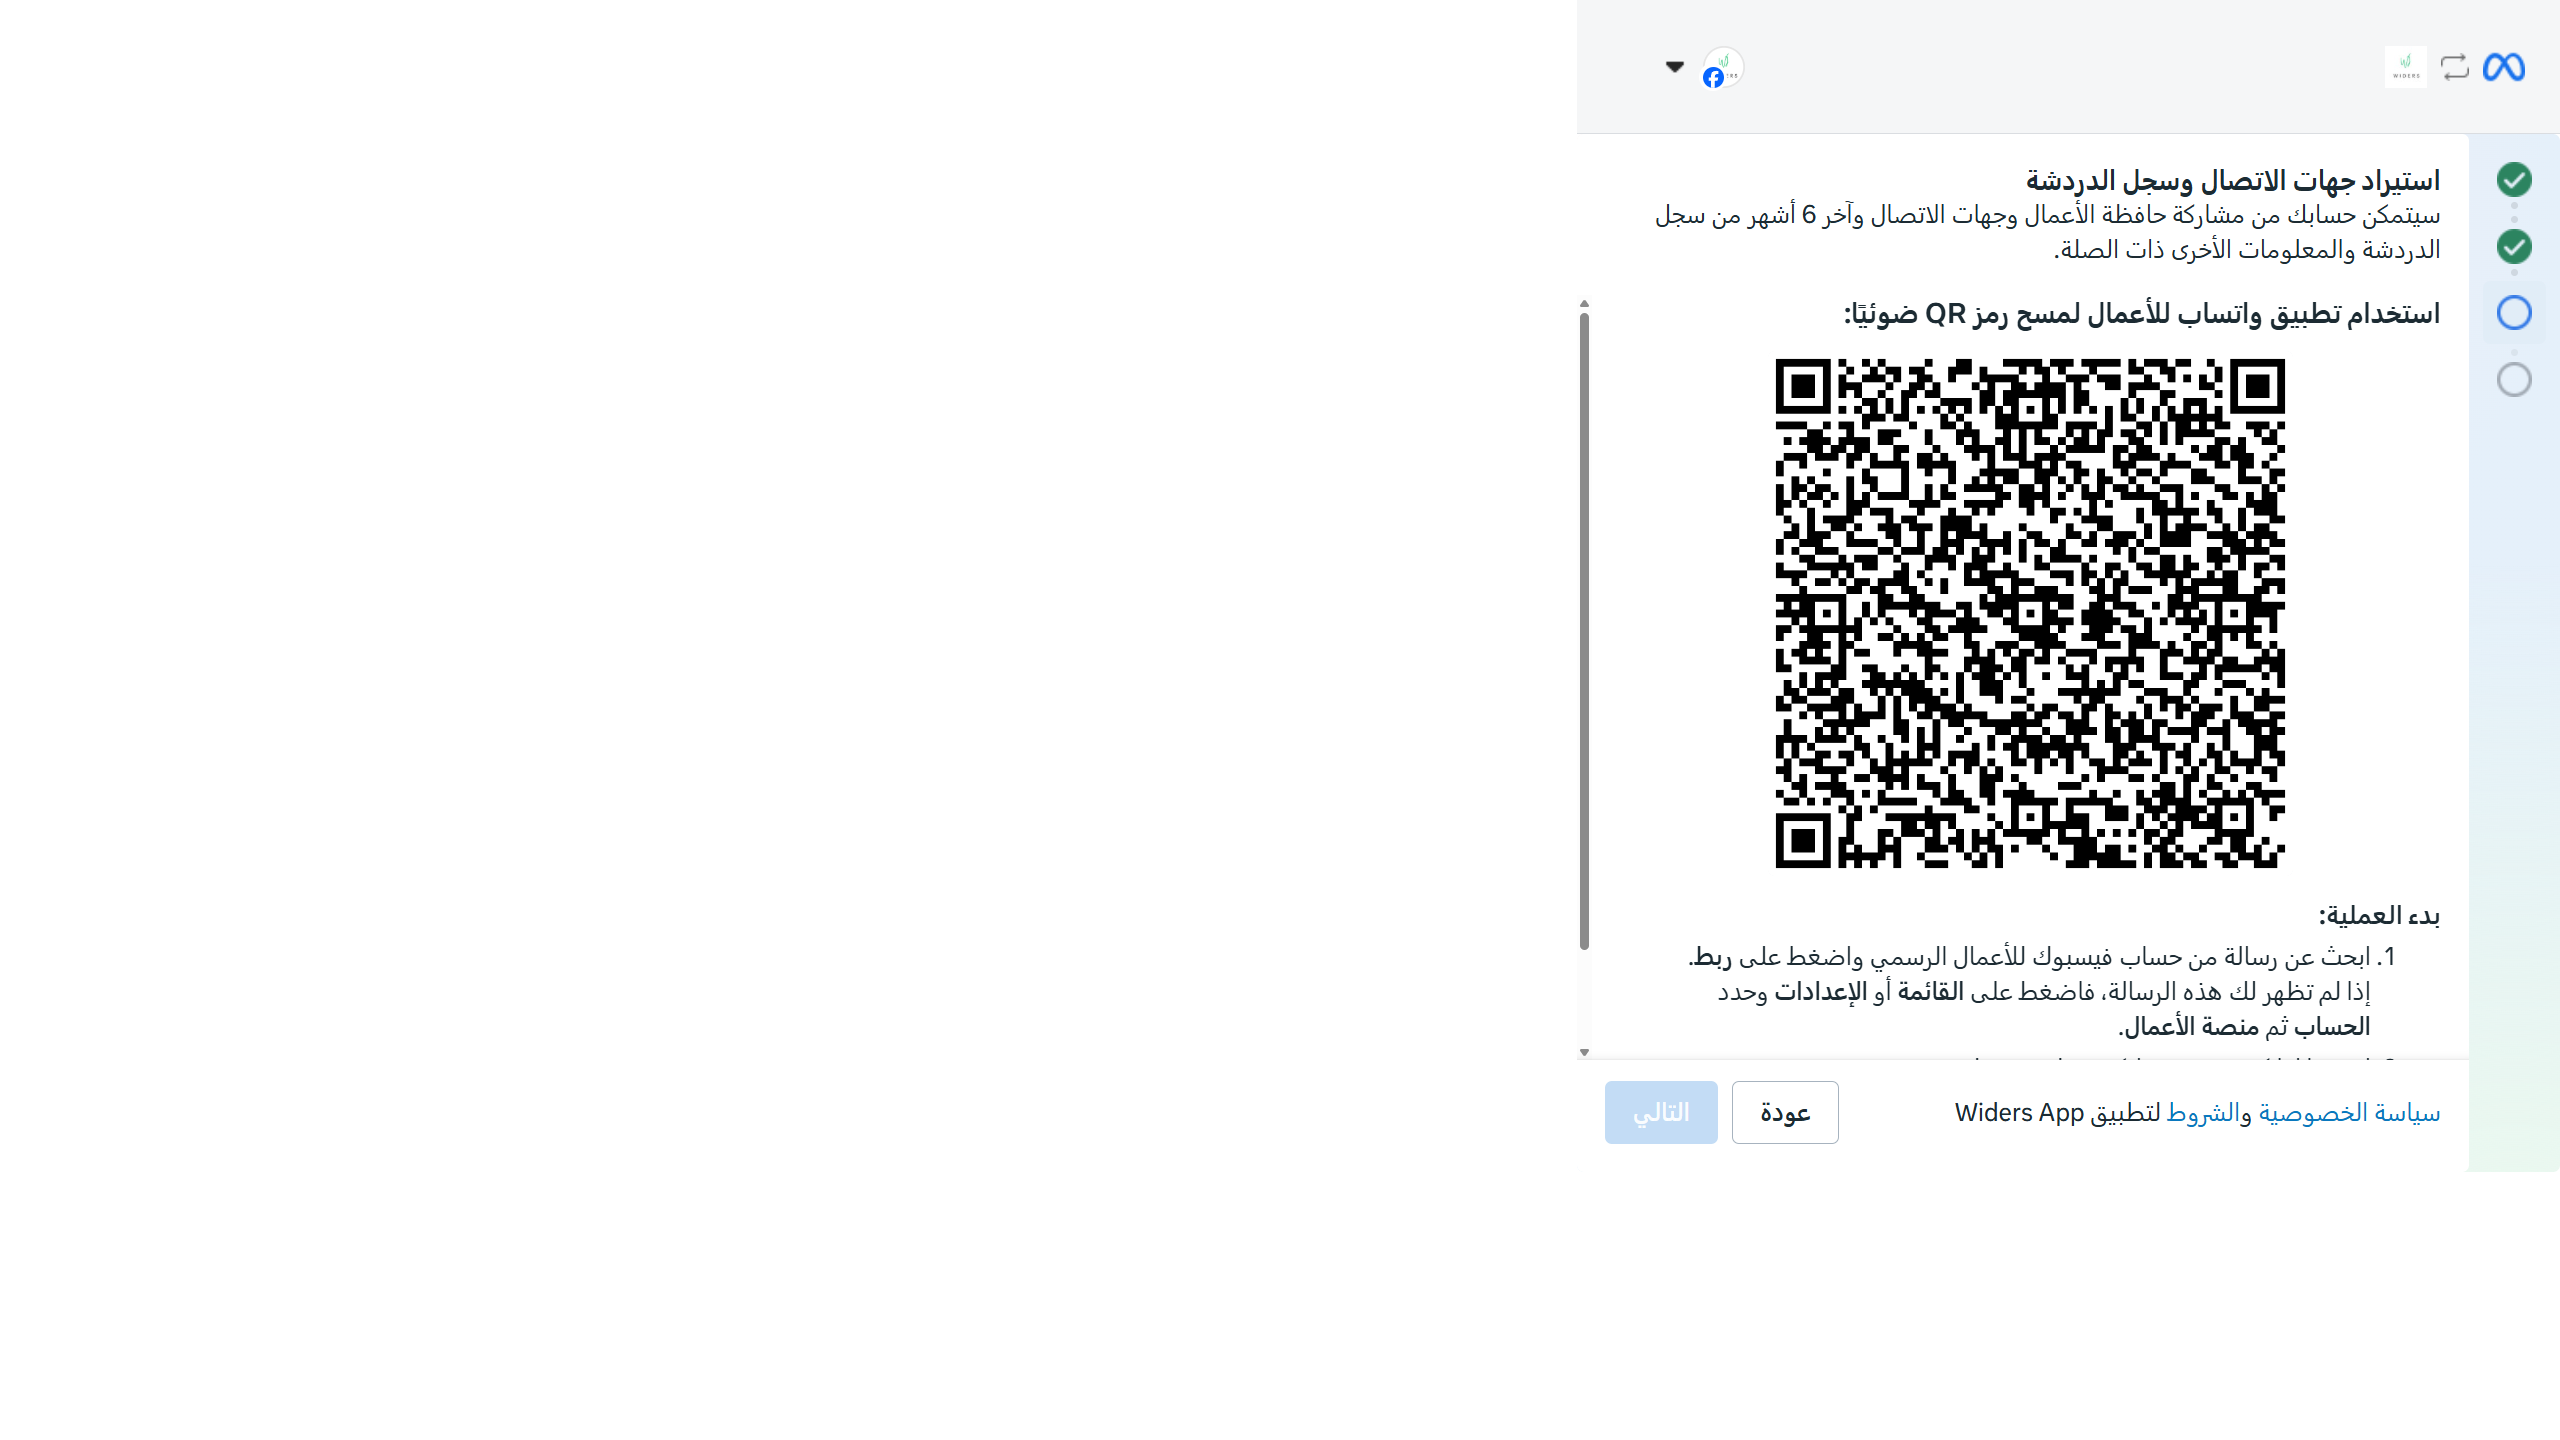 WIDERS
استيراد جهات الاتصال وسجل الدردشة
سيتمكن حسابك من مشاركة حافظة الأعمال وجهات الاتصال وآخر 6 أشهر من سجل
الدردشة والمعلومات الأخرى ذات الصلة.
استخدام تطبيق واتساب للأعمال لمسح رمز QR ضوئيًا:
بدء العملية:
1. ابحث عن رسالة من حساب فيسبوك للأعمال الرسمي واضغط على ربط.
إذا لم تظهر لك هذه الرسالة، فاضغط على القائمة أو الإعدادات وحدد
الحساب ثم منصة الأعمال.
سياسة الخصوصية والشروط لتطبيق Widers App
عودة
التالي